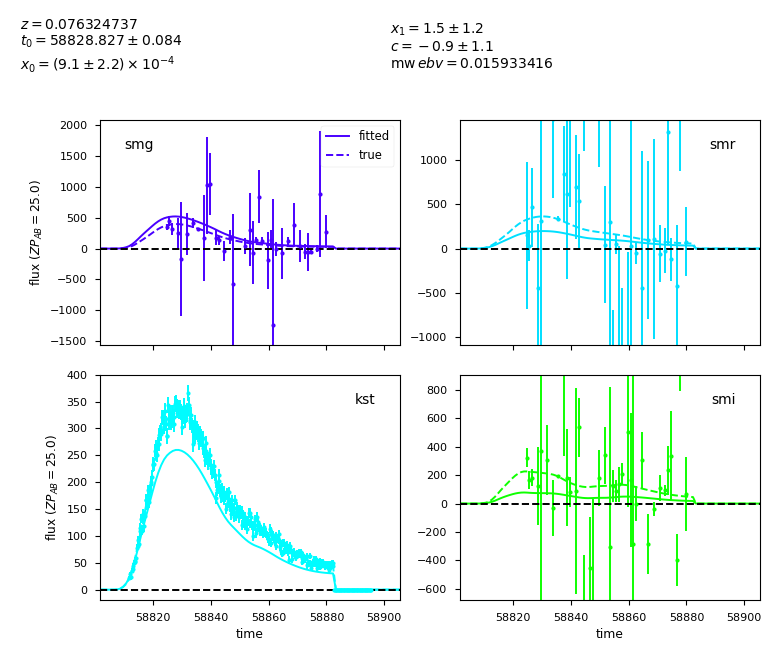 z = 0.076324737
t₀ = 58828.827 ± 0.084
x₀ = (9.1 ± 2.2) × 10⁻⁴
x₁ = 1.5 ± 1.2
c = −0.9 ± 1.1
mw ebv = 0.015933416
smg
fitted
true
2000
1500
1000
500
0
−500
−1000
−1500
flux (ZP_AB = 25.0)
smr
1000
500
0
−500
−1000
kst
400
350
300
250
200
150
100
50
0
flux (ZP_AB = 25.0)
58820 58840 58860 58880 58900
time
smi
800
600
400
200
0
−200
−400
−600
58820 58840 58860 58880 58900
time